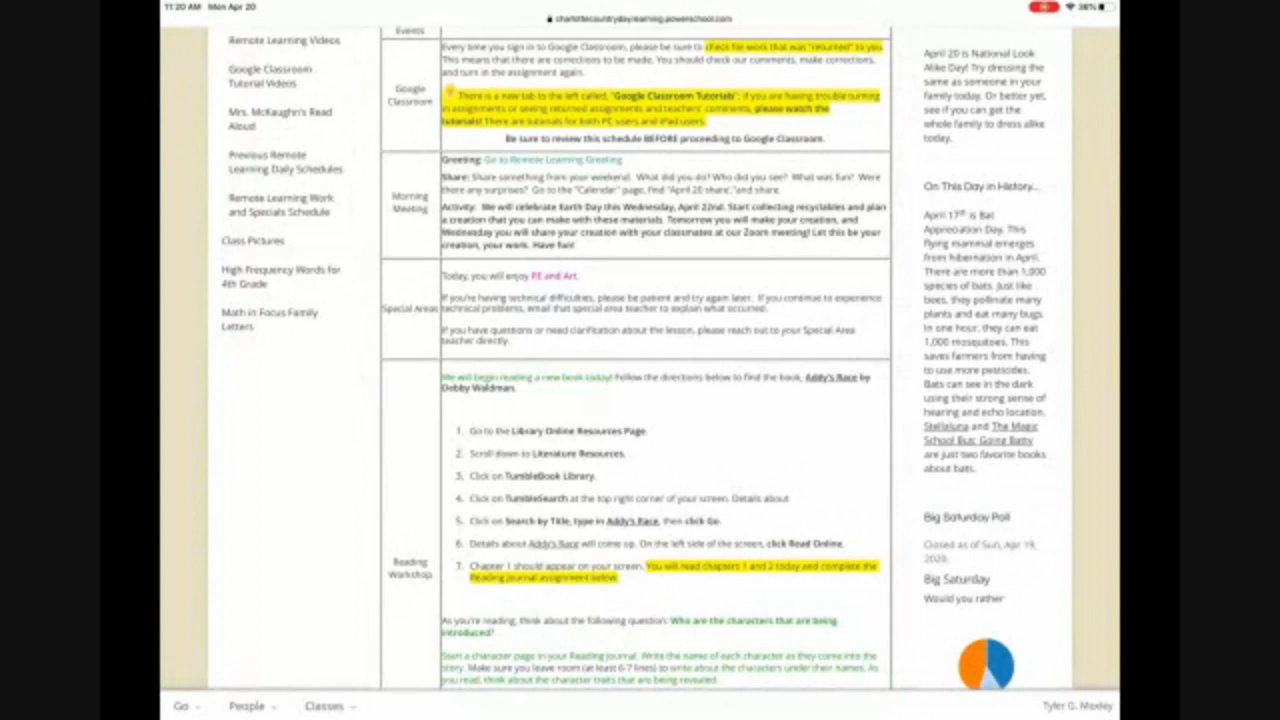 11:20 AM Mon Apr 20
charlottecountryday.learning.powerschool.com
36%
Remote Learning Videos
Google Classroom
Tutorial Videos
Mrs. McKaughn's Read
Aloud
Previous Remote
Learning Daily Schedules
Remote Learning Work
and Specials Schedule
Class Pictures
High Frequency Words for
4th Grade
Math in Focus Family
Letters
Events
Google
Classroom
Every time you sign in to Google Classroom, please be sure to check for work that was "returned" to you.
This means that there are corrections to be made. You should check our comments, make corrections,
and turn in the assignment again.
There is a new tab to the left called, "Google Classroom Tutorials"; if you are having trouble turning
in assignments or seeing returned assignments and teachers' comments, please watch the
tutorials! There are tutorials for both PC users and iPad users.
Be sure to review this schedule BEFORE proceeding to Google Classroom.
Morning
Meeting
Greeting: Go to Remote Learning Greeting
Share: Share something from your weekend. What did you do? Who did you see? What was fun? Were
there any surprises? Go to the "Calendar" page, find "April 20 share," and share.
Activity: We will celebrate Earth Day this Wednesday, April 22nd. Start collecting recyclables and plan
a creation that you can make with these materials. Tomorrow you will make your creation, and
Wednesday you will share your creation with your classmates at our Zoom meeting! Let this be your
creation, your work. Have fun!
Special Areas
Today, you will enjoy PE and Art.
If you're having technical difficulties, please be patient and try again later. If you continue to experience
technical problems, email that special area teacher to explain what occurred.
If you have questions or need clarification about the lesson, please reach out to your Special Area
teacher directly.
Reading
Workshop
We will begin reading a new book today! Follow the directions below to find the book, Addy's Race by
Debby Waldman.
1. Go to the Library Online Resources Page.
2. Scroll down to Literature Resources.
3. Click on TumbleBook Library.
4. Click on TumbleSearch at the top right corner of your screen. Details about
5. Click on Search by Title, type in Addy's Race, then click Go.
6. Details about Addy's Race will come up. On the left side of the screen, click Read Online.
7. Chapter 1 should appear on your screen. You will read chapters 1 and 2 today and complete the
Reading Journal assignment below.
As you're reading, think about the following question: Who are the characters that are being
introduced?
Start a character page in your Reading Journal. Write the name of each character as they come into the
story. Make sure you leave room (at least 6-7 lines) to write about the characters under their names. As
you read, think about the character traits that are being revealed.
April 20 is National Look
Alike Day! Try dressing the
same as someone in your
family today. Or better yet,
see if you can get the
whole family to dress alike
today.
On This Day in History...
April 17th is Bat
Appreciation Day. This
flying mammal emerges
from hibernation in April.
There are more than 1,000
species of bats. Just like
bees, they pollinate many
plants and eat many bugs.
In one hour, they can eat
1,000 mosquitoes. This
saves farmers from having
to use more pesticides.
Bats can see in the dark
using their strong sense of
hearing and echo location.
Stellaluna and The Magic
School Bus: Going Batty
are just two favorite books
about bats.
Big Saturday Poll
Closed as of Sun, Apr 19,
2020.
Big Saturday
Would you rather
Go
People
Classes
Tyler G. Moxley